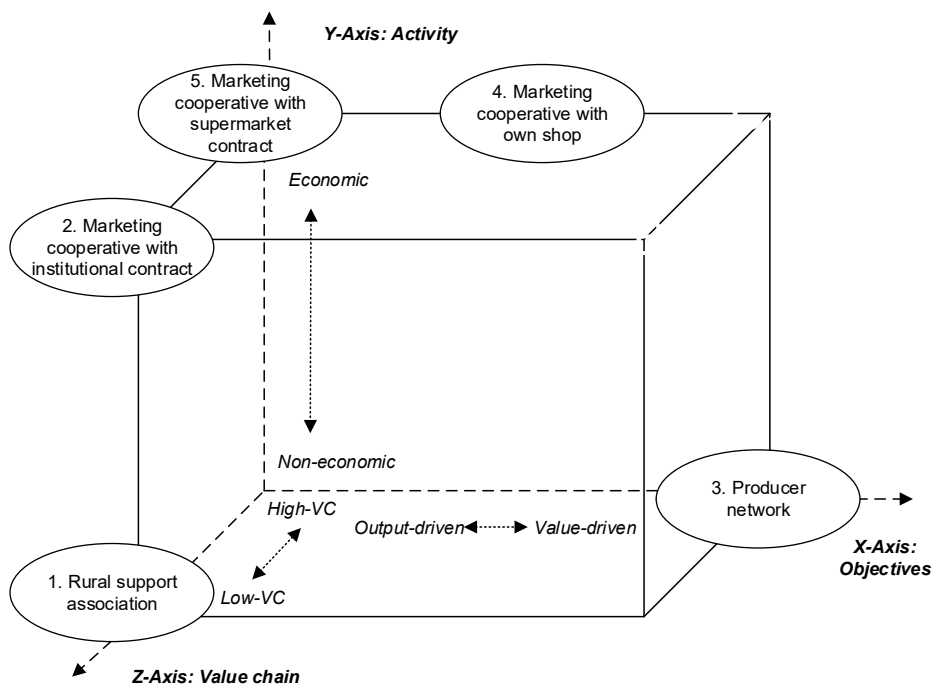 Y-Axis: Activity
5. Marketing
cooperative with
supermarket
contract
4. Marketing
cooperative with
own shop
Economic
2. Marketing
cooperative with
institutional contract
Non-economic
High-VC
Output-driven
Value-driven
3. Producer
network
X-Axis:
Objectives
1. Rural support
association
Low-VC
Z-Axis: Value chain